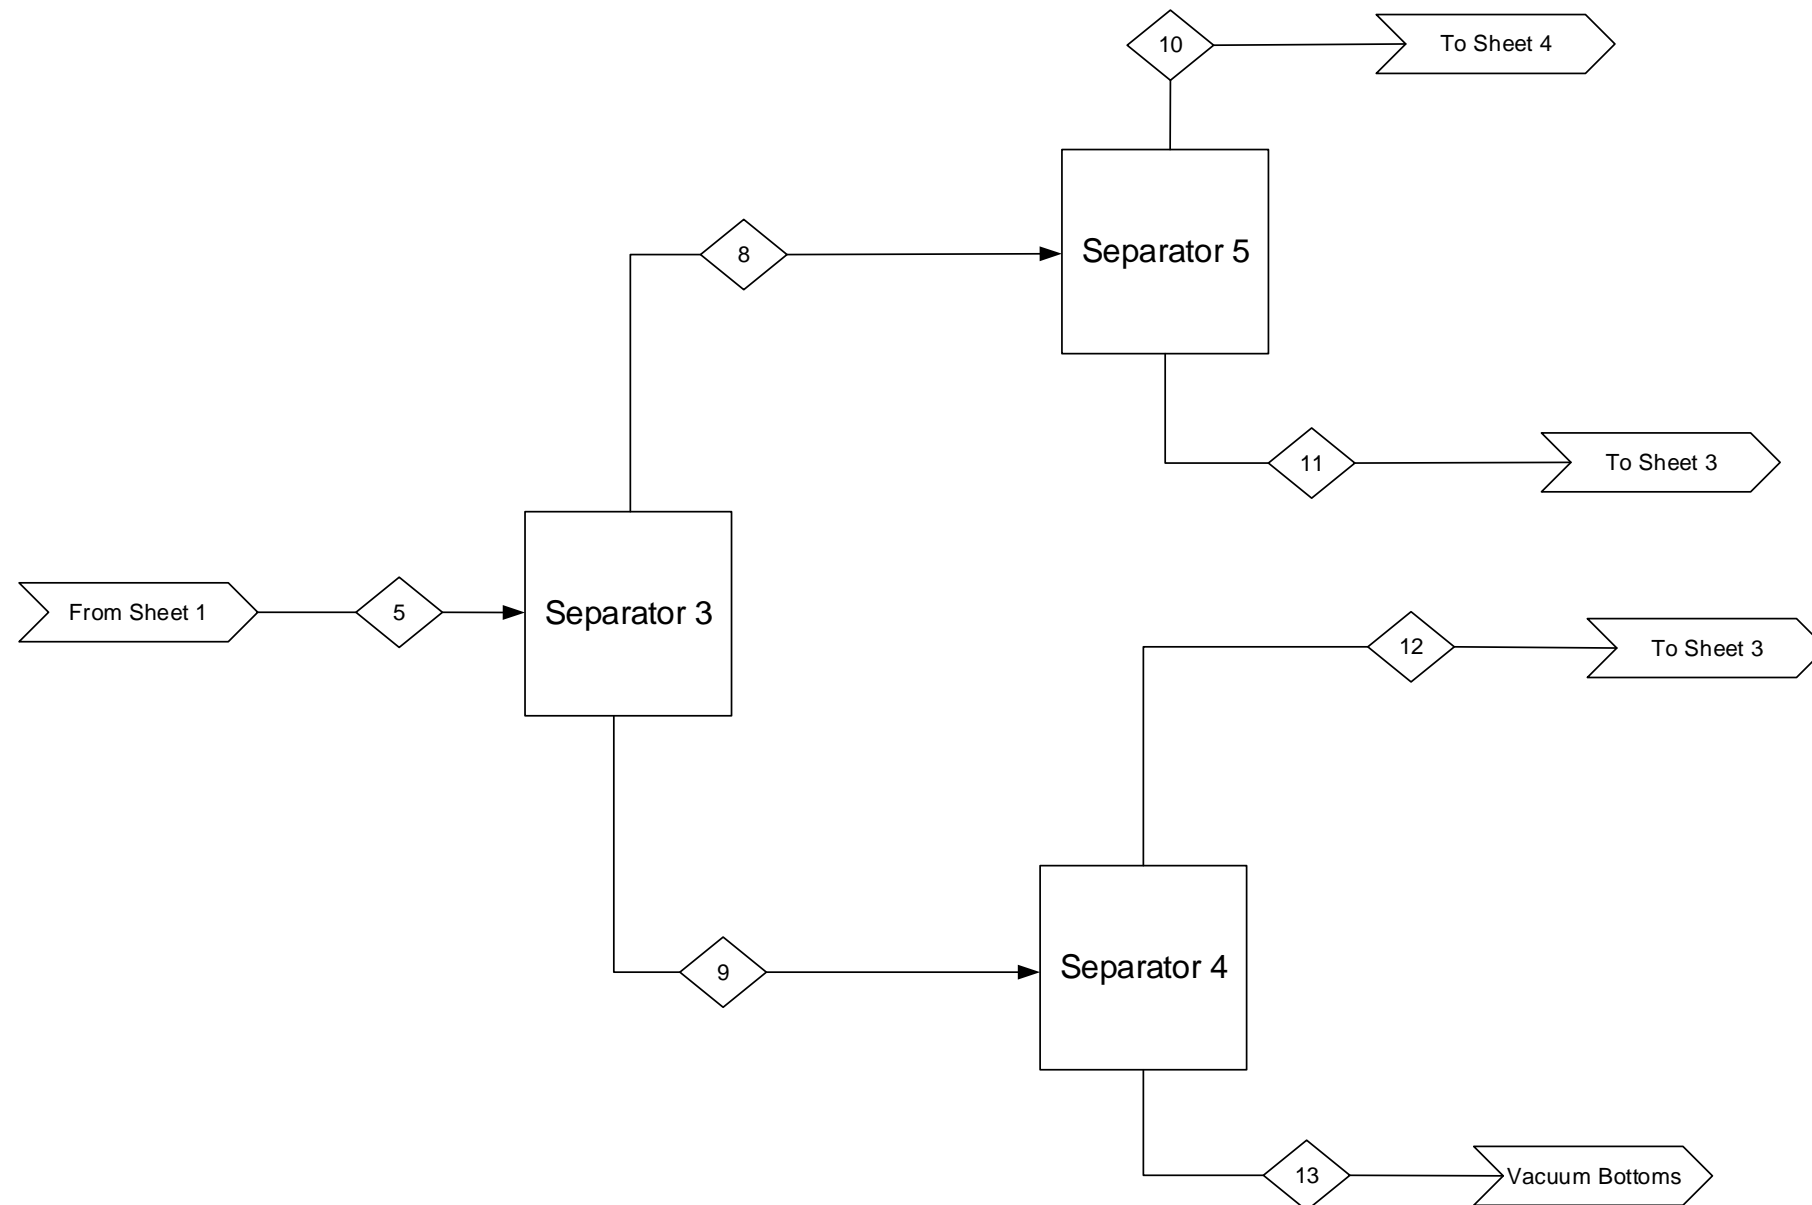 10
To Sheet 4
8
Separator 5
11
To Sheet 3
From Sheet 1
5
Separator 3
12
To Sheet 3
9
Separator 4
13
Vacuum Bottoms